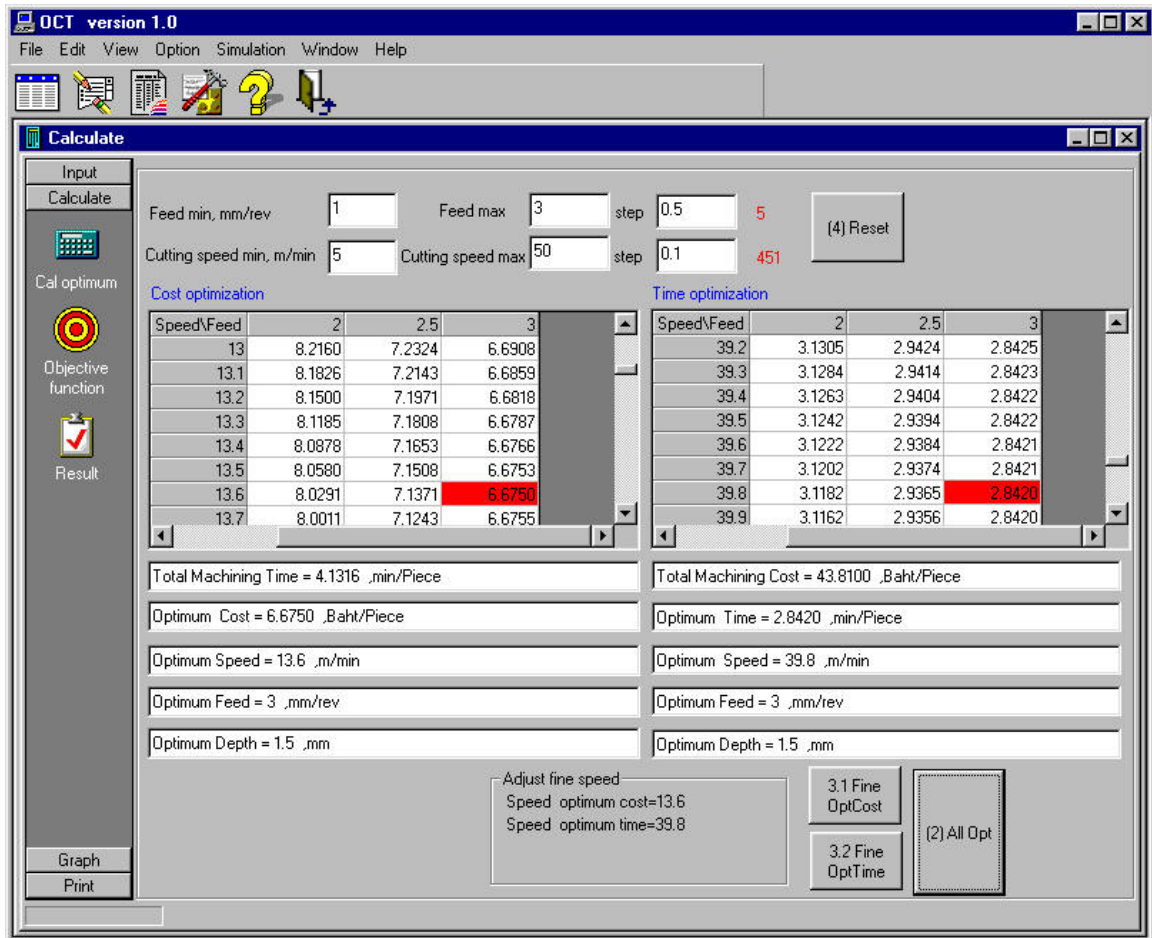 OCT version 1.0
File Edit View Option Simulation Window Help
Calculate
Input
Calculate
Cal optimum
Objective
function
Result
Graph
Print
Feed min, mm/rev 1 Feed max 3 step 0.5 5
(4) Reset
Cutting speed min, m/min 5 Cutting speed max 50 step 0.1 451
Cost optimization
Speed\Feed 2 2.5 3
13 8.2160 7.2324 6.6908
13.1 8.1826 7.2143 6.6859
13.2 8.1500 7.1971 6.6818
13.3 8.1185 7.1808 6.6787
13.4 8.0878 7.1653 6.6766
13.5 8.0580 7.1508 6.6753
13.6 8.0291 7.1371 6.6750
13.7 8.0011 7.1243 6.6755
Time optimization
Speed\Feed 2 2.5 3
39.2 3.1305 2.9424 2.8425
39.3 3.1284 2.9414 2.8423
39.4 3.1263 2.9404 2.8422
39.5 3.1242 2.9394 2.8422
39.6 3.1222 2.9384 2.8421
39.7 3.1202 2.9374 2.8421
39.8 3.1182 2.9365 2.8420
39.9 3.1162 2.9356 2.8420
Total Machining Time = 4.1316 ,min/Piece
Optimum Cost = 6.6750 ,Baht/Piece
Optimum Speed = 13.6 ,m/min
Optimum Feed = 3 ,mm/rev
Optimum Depth = 1.5 ,mm
Total Machining Cost = 43.8100 ,Baht/Piece
Optimum Time = 2.8420 ,min/Piece
Optimum Speed = 39.8 ,m/min
Optimum Feed = 3 ,mm/rev
Optimum Depth = 1.5 ,mm
Adjust fine speed
Speed optimum cost=13.6
Speed optimum time=39.8
3.1 Fine
OptCost
3.2 Fine
OptTime
(2) All Opt